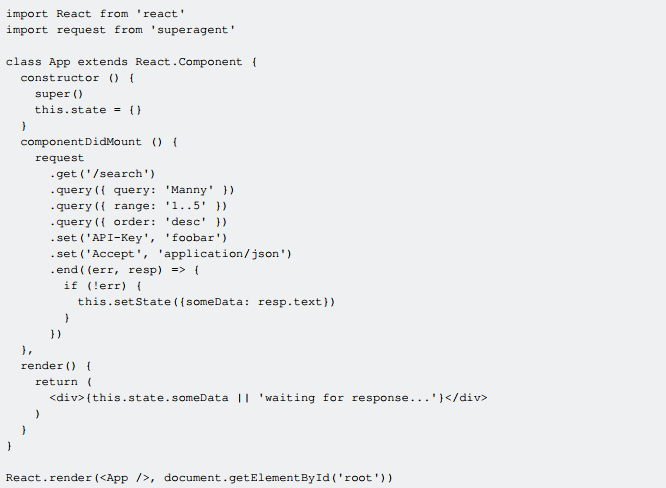 import React from 'react'
import request from 'superagent'

class App extends React.Component {
  constructor () {
    super()
    this.state = {}
  }
  componentDidMount () {
    request
      .get('/search')
      .query({ query: 'Manny' })
      .query({ range: '1..5' })
      .query({ order: 'desc' })
      .set('API-Key', 'foobar')
      .set('Accept', 'application/json')
      .end((err, resp) => {
        if (!err) {
          this.setState({someData: resp.text})
        }
      })
  },
  render() {
    return (
      <div>{this.state.someData || 'waiting for response...'}</div>
    )
  }
}

React.render(<App />, document.getElementById('root'))